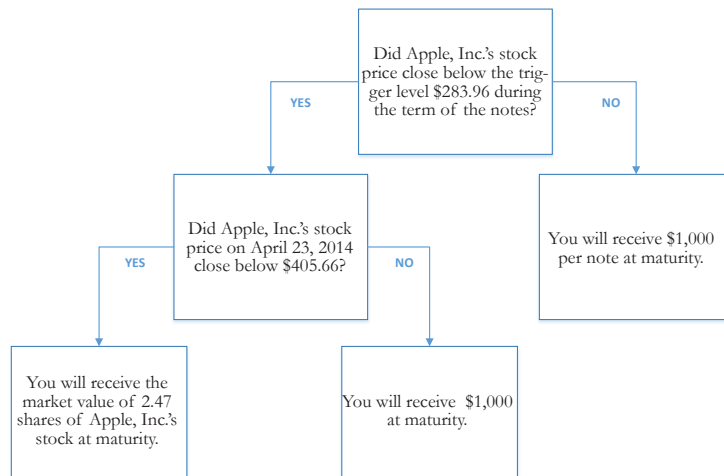 Did Apple, Inc.'s stock
price close below the trig-
ger level $283.96 during
the term of the notes?
YES
NO
Did Apple, Inc.'s stock
price on April 23, 2014
close below $405.66?
You will receive $1,000
per note at maturity.
YES
NO
You will receive the
market value of 2.47
shares of Apple, Inc.'s
stock at maturity.
You will receive $1,000
at maturity.